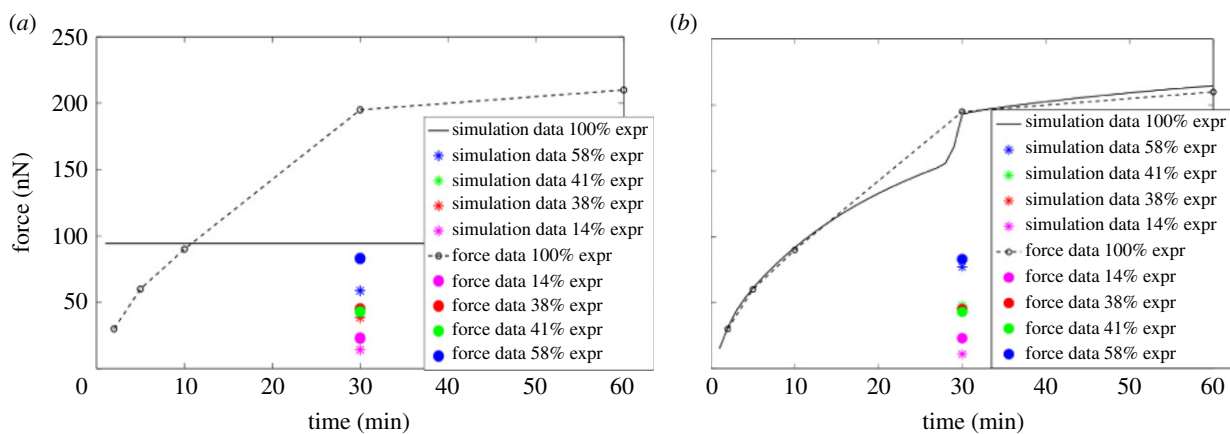 (a)
250
200
150
100
50
0
force (nN)
10
20
30
40
50
60
time (min)
simulation data 100% expr
simulation data 58% expr
simulation data 41% expr
simulation data 38% expr
simulation data 14% expr
force data 100% expr
force data 14% expr
force data 38% expr
force data 41% expr
force data 58% expr
(b)
0
10
20
30
40
50
60
time (min)
simulation data 100% expr
simulation data 58% expr
simulation data 41% expr
simulation data 38% expr
simulation data 14% expr
force data 100% expr
force data 14% expr
force data 38% expr
force data 41% expr
force data 58% expr